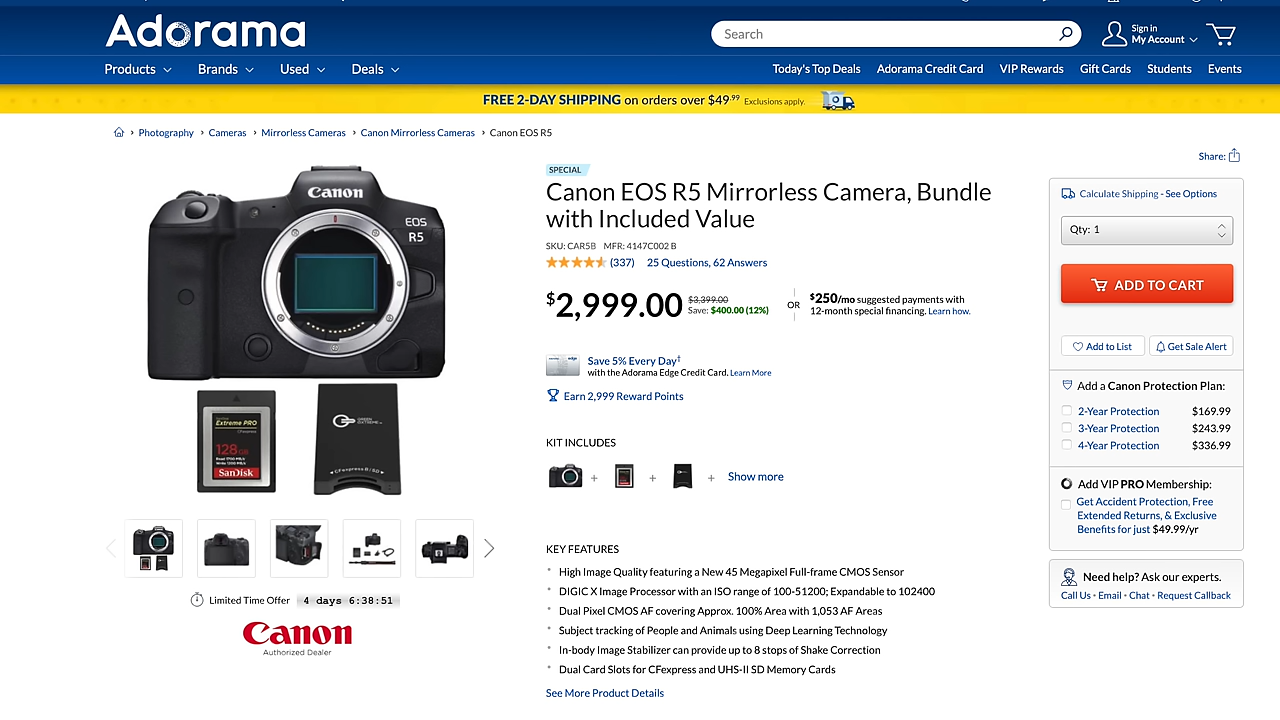 Adorama
Search
Sign in
My Account
Products
Brands
Used
Deals
Today's Top Deals
Adorama Credit Card
VIP Rewards
Gift Cards
Students
Events
FREE 2-DAY SHIPPING on orders over $49.99 Exclusions apply.
Photography > Cameras > Mirrorless Cameras > Canon Mirrorless Cameras > Canon EOS R5
Share:
Canon
EOS
R5
Extreme PRO
128GB
SanDisk
GREEN EXTREME
CFexpress B / SD
Limited Time Offer 4 days 6:38:51
Canon
Authorized Dealer
SPECIAL
Canon EOS R5 Mirrorless Camera, Bundle
with Included Value
SKU: CAR5B MFR: 4147C002 B
(337) 25 Questions, 62 Answers
$2,999.00
$3,399.00
Save: $400.00 (12%)
OR
$250/mo suggested payments with
12-month special financing. Learn how.
Save 5% Every Day†
with the Adorama Edge Credit Card. Learn More
Earn 2,999 Reward Points
KIT INCLUDES
+ + + Show more
KEY FEATURES
* High Image Quality featuring a New 45 Megapixel Full-frame CMOS Sensor
* DIGIC X Image Processor with an ISO range of 100-51200; Expandable to 102400
* Dual Pixel CMOS AF covering Approx. 100% Area with 1,053 AF Areas
* Subject tracking of People and Animals using Deep Learning Technology
* In-body Image Stabilizer can provide up to 8 stops of Shake Correction
* Dual Card Slots for CFexpress and UHS-II SD Memory Cards
See More Product Details
Calculate Shipping - See Options
Qty: 1
ADD TO CART
Add to List
Get Sale Alert
Add a Canon Protection Plan:
2-Year Protection $169.99
3-Year Protection $243.99
4-Year Protection $336.99
Add VIP PRO Membership:
Get Accident Protection, Free
Extended Returns, & Exclusive
Benefits for just $49.99/yr
Need help? Ask our experts.
Call Us • Email • Chat • Request Callback